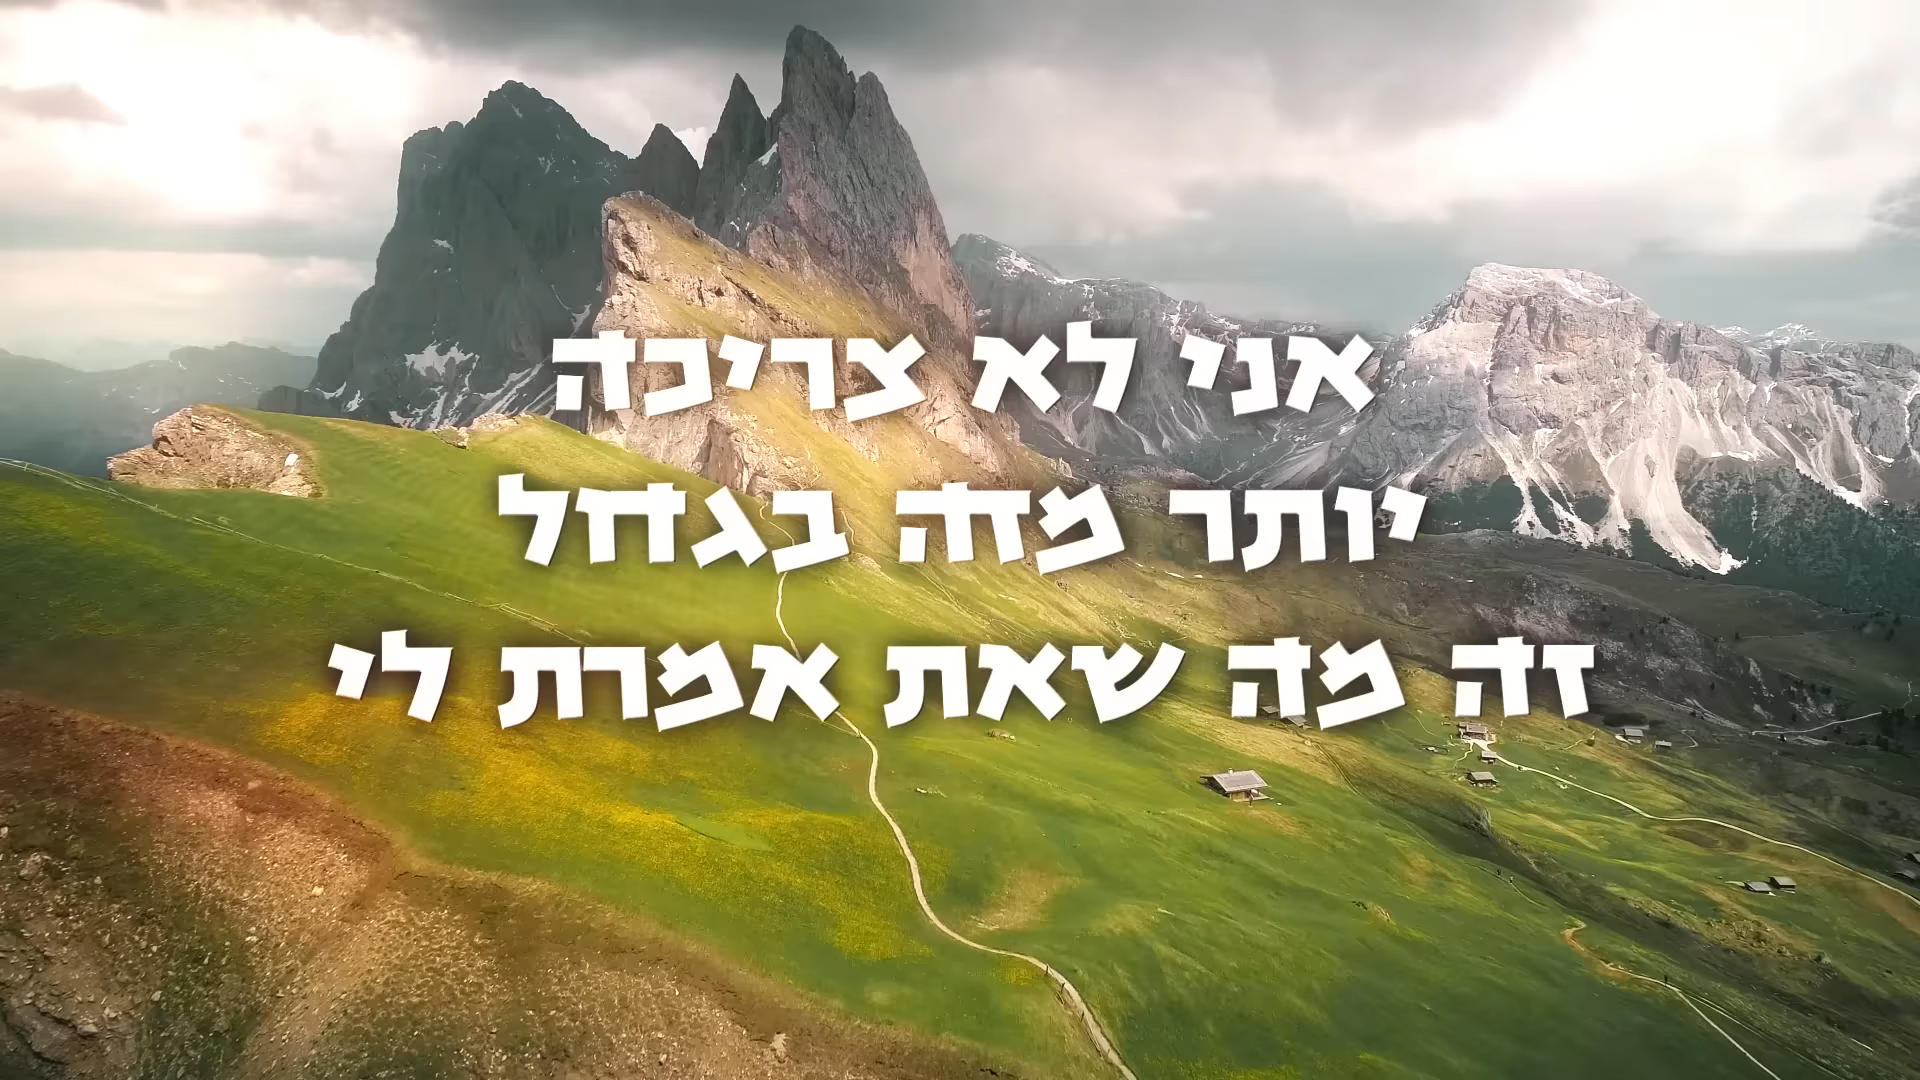 אני לא צריכה
יותר מזה בגחל
זה מה שאת אמרת לי